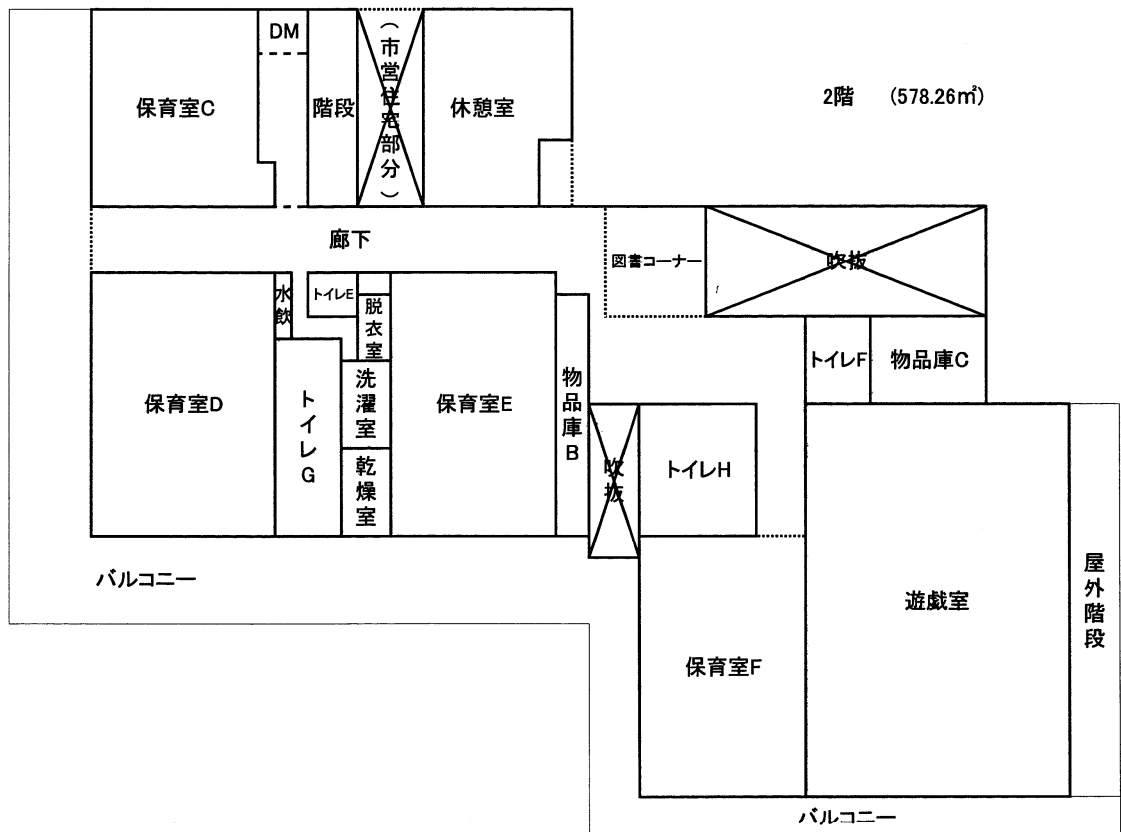 DM
保育室C
階段
（市営住宅部分）
休憩室
2階　(578.26㎡)
廊下
図書コーナー
吹抜
水飲
トイレE
脱衣室
トイレF
物品庫C
保育室D
トイレG
洗濯室
保育室E
物品庫B
乾燥室
吹抜
トイレH
バルコニー
遊戯室
屋外階段
保育室F
バルコニー